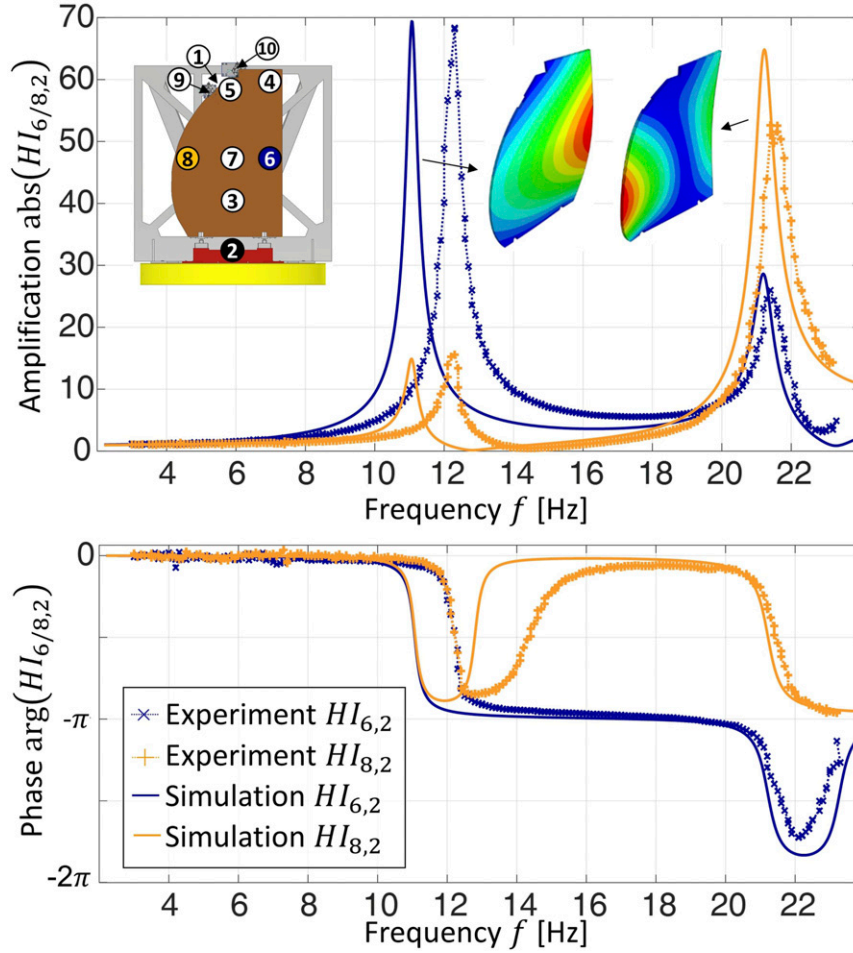 Amplification abs(𝐻𝐼₆/₈,₂)
70
60
50
40
30
20
10
1
1
10
9
5
4
8
7
6
3
2
4 6 8 10 12 14 16 18 20 22
Frequency 𝑓 [Hz]
Phase arg(𝐻𝐼₆/₈,₂)
0
-π
-2π
Experiment 𝐻𝐼₆,₂
Experiment 𝐻𝐼₈,₂
Simulation 𝐻𝐼₆,₂
Simulation 𝐻𝐼₈,₂
4 6 8 10 12 14 16 18 20 22
Frequency 𝑓 [Hz]